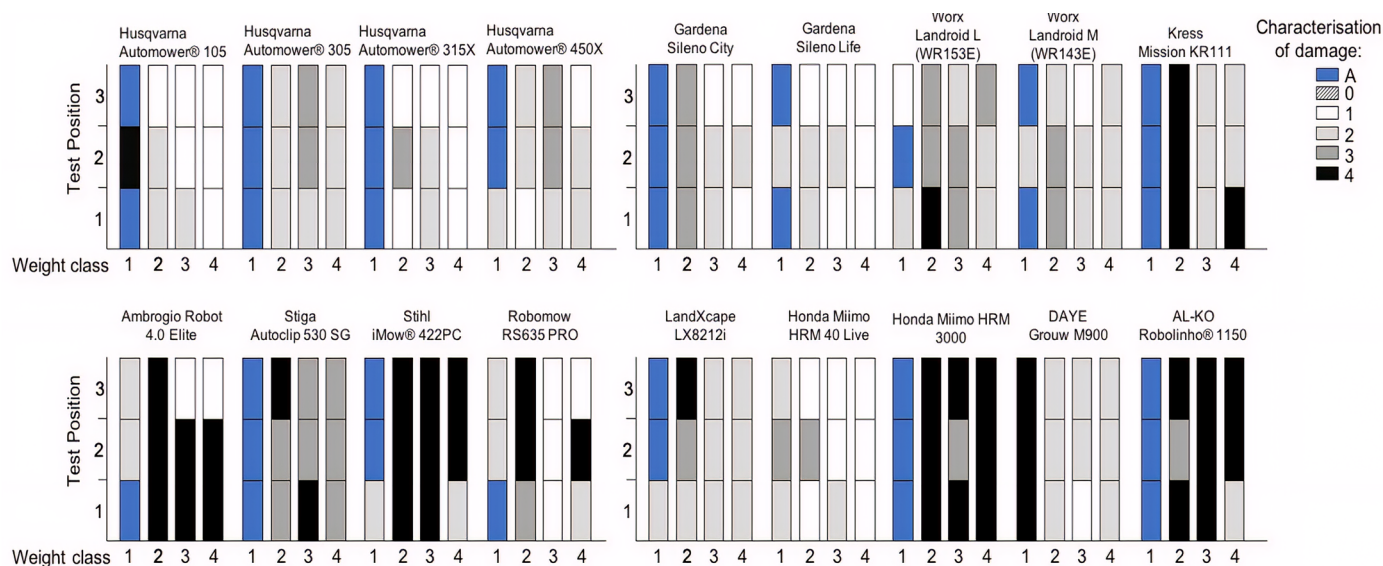 Husqvarna
Automower® 105
Husqvarna
Automower® 305
Husqvarna
Automower® 315X
Husqvarna
Automower® 450X
Gardena
Sileno City
Gardena
Sileno Life
Worx
Landroid L
(WR153E)
Worx
Landroid M
(WR143E)
Kress
Mission KR111
Characterisation
of damage:
A
0
1
2
3
4
Test Position
3
2
1
Weight class
1 2 3 4
1 2 3 4
1 2 3 4
1 2 3 4
3
2
1
1 2 3 4
1 2 3 4
1 2 3 4
1 2 3 4
1 2 3 4
Ambrogio Robot
4.0 Elite
Stiga
Autoclip 530 SG
Stihl
iMow® 422PC
Robomow
RS635 PRO
LandXcape
LX8212i
Honda Miimo
HRM 40 Live
Honda Miimo HRM
3000
DAYE
Grouw M900
AL-KO
Robolinho® 1150
Test Position
3
2
1
Weight class
1 2 3 4
1 2 3 4
1 2 3 4
1 2 3 4
3
2
1
1 2 3 4
1 2 3 4
1 2 3 4
1 2 3 4
1 2 3 4